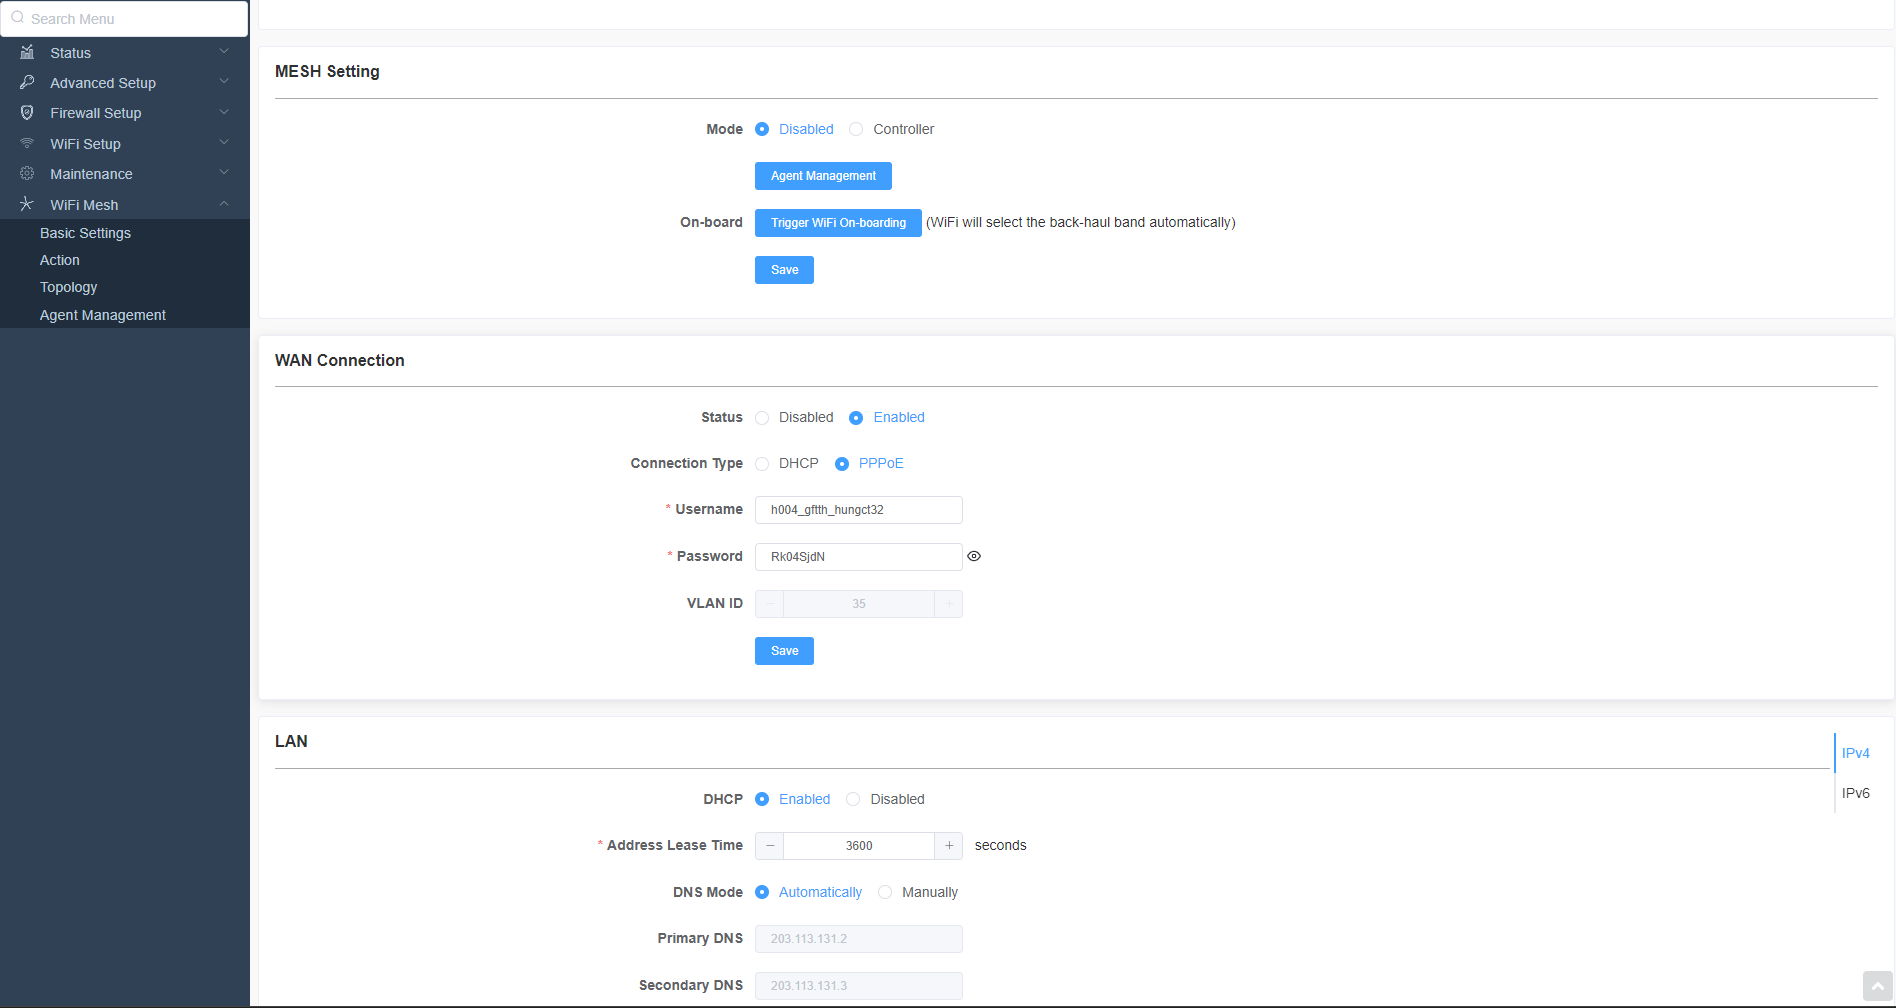 Search Menu
Status
Advanced Setup
Firewall Setup
WiFi Setup
Maintenance
WiFi Mesh
Basic Settings
Action
Topology
Agent Management
MESH Setting
Mode Disabled Controller
Agent Management
On-board Trigger WiFi On-boarding (WiFi will select the back-haul band automatically)
Save
WAN Connection
Status Disabled Enabled
Connection Type DHCP PPPoE
* Username h004_gftth_hungct32
* Password Rk04SjdN
VLAN ID − 35 +
Save
LAN
IPv4
IPv6
DHCP Enabled Disabled
* Address Lease Time − 3600 + seconds
DNS Mode Automatically Manually
Primary DNS 203.113.131.2
Secondary DNS 203.113.131.3